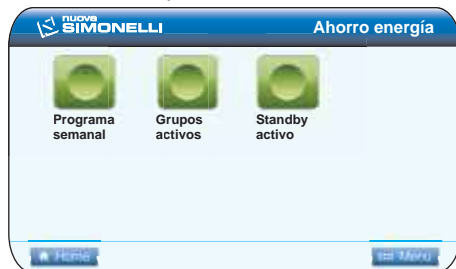 nuova
SIMONELLI
Ahorro energía
Programa
semanal
Grupos
activos
Standby
activo
Home
Menu